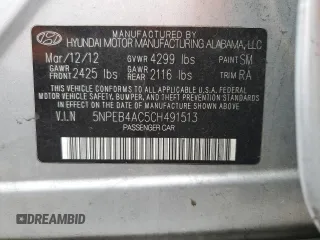 HYUNDAI MOTOR MANUFACTURING ALABAMA, LLC
Mar/12/12 GVWR 4299 lbs PAINT SM
GAWR FRONT 2425 lbs GAWR REAR 2116 lbs TRIM RA
THIS VEHICLE CONFORMS TO ALL APPLICABLE
U.S. FEDERAL MOTOR VEHICLE SAFETY, BUMPER, AND
THEFT PREVENTION STANDARDS IN EFFECT ON
THE DATE OF MANUFACTURE SHOWN ABOVE.
V.I.N 5NPEB4AC5CH491513
PASSENGER CAR
DREAMBID